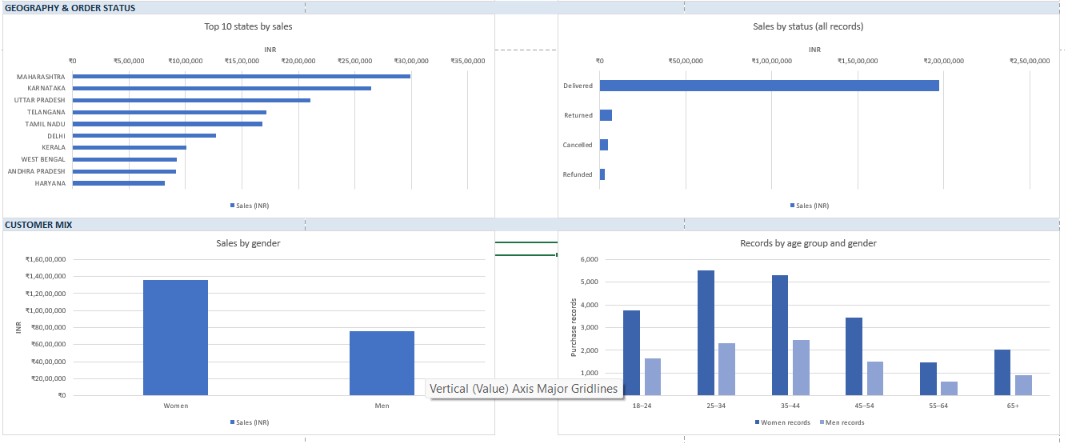 GEOGRAPHY & ORDER STATUS
Top 10 states by sales
INR
₹0 ₹5,00,000 ₹10,00,000 ₹15,00,000 ₹20,00,000 ₹25,00,000 ₹30,00,000 ₹35,00,000
MAHARASHTRA
KARNATAKA
UTTAR PRADESH
TELANGANA
TAMIL NADU
DELHI
KERALA
WEST BENGAL
ANDHRA PRADESH
HARYANA
Sales (INR)
Sales by status (all records)
INR
₹0 ₹50,00,000 ₹1,00,00,000 ₹1,50,00,000 ₹2,00,00,000 ₹2,50,00,000
Delivered
Returned
Cancelled
Refunded
Sales (INR)
CUSTOMER MIX
Sales by gender
₹1,60,00,000
₹1,40,00,000
₹1,20,00,000
₹1,00,00,000
₹80,00,000
₹60,00,000
₹40,00,000
₹20,00,000
₹0
INR
Women Men
Sales (INR)
Vertical (Value) Axis Major Gridlines
Records by age group and gender
6,000
5,000
4,000
3,000
2,000
1,000
Purchase records
18–24 25–34 35–44 45–54 55–64 65+
Women records Men records